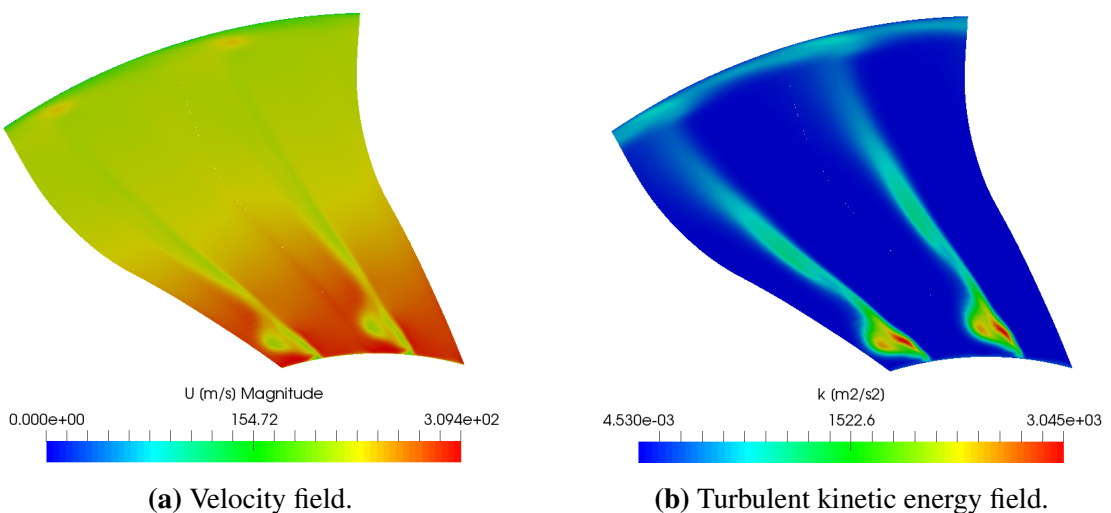 U (m/s) Magnitude
0.000e+00 154.72 3.094e+02
(a) Velocity field.
k (m2/s2)
4.530e-03 1522.6 3.045e+03
(b) Turbulent kinetic energy field.